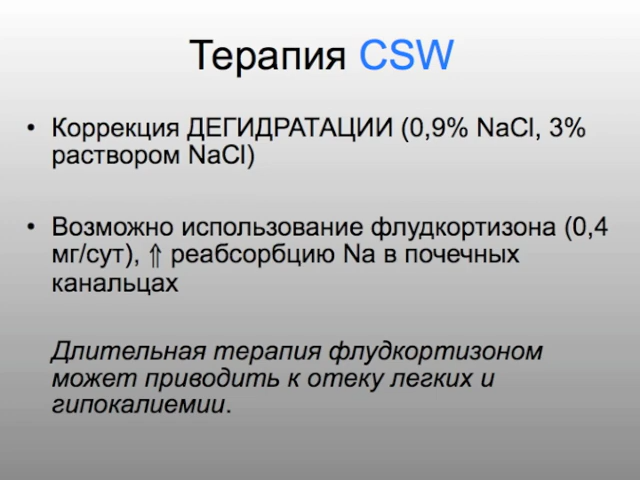 Терапия CSW
• Коррекция ДЕГИДРАТАЦИИ (0,9% NaCl, 3%
раствором NaCl)
• Возможно использование флудкортизона (0,4
мг/сут), ⇑ реабсорбцию Na в почечных
канальцах
Длительная терапия флудкортизоном
может приводить к отеку легких и
гипокалиемии.